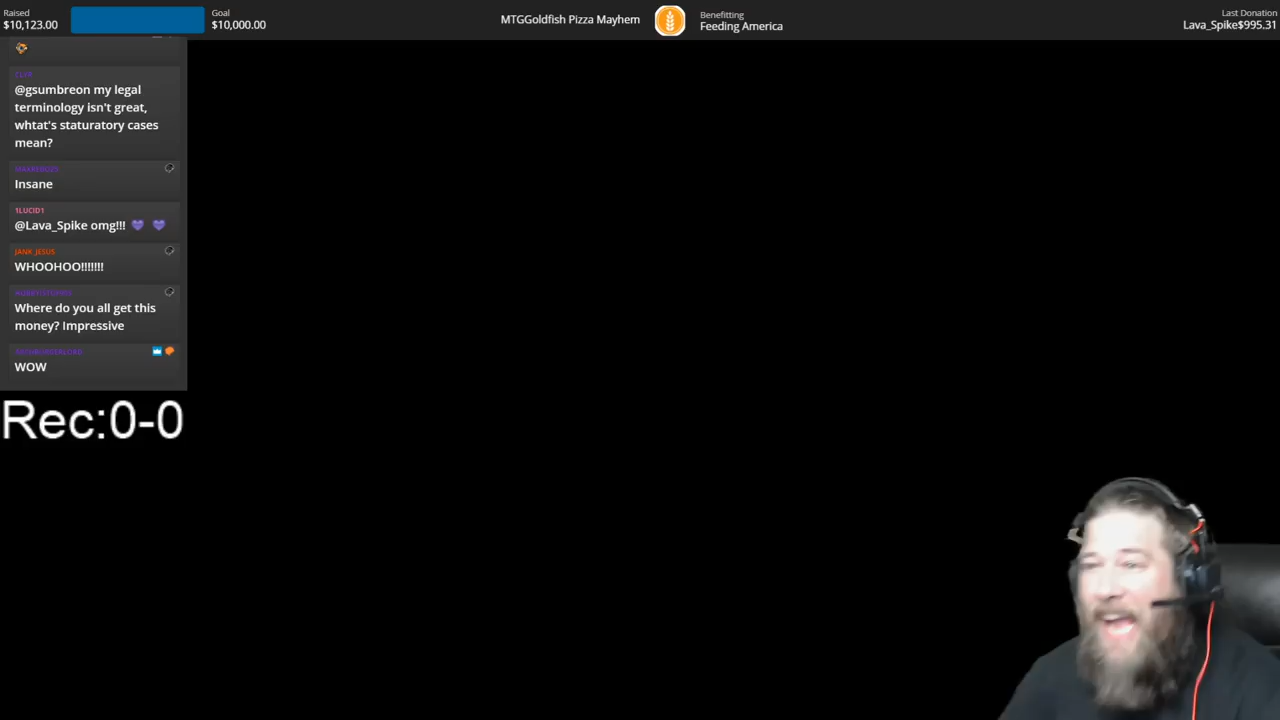 Raised
$10,123.00
Goal
$10,000.00
MTGGoldfish Pizza Mayhem
Benefitting
Feeding America
Last Donation
Lava_Spike$995.31
@gsumbreon my legal
terminology isn't great,
whtat's staturatory cases
mean?
Insane
1LUCID1
@Lava_Spike omg!!!
JANK_JESUS
WHOOHOO!!!!!!!
Where do you all get this
money? Impressive
WOW
Rec:0-0